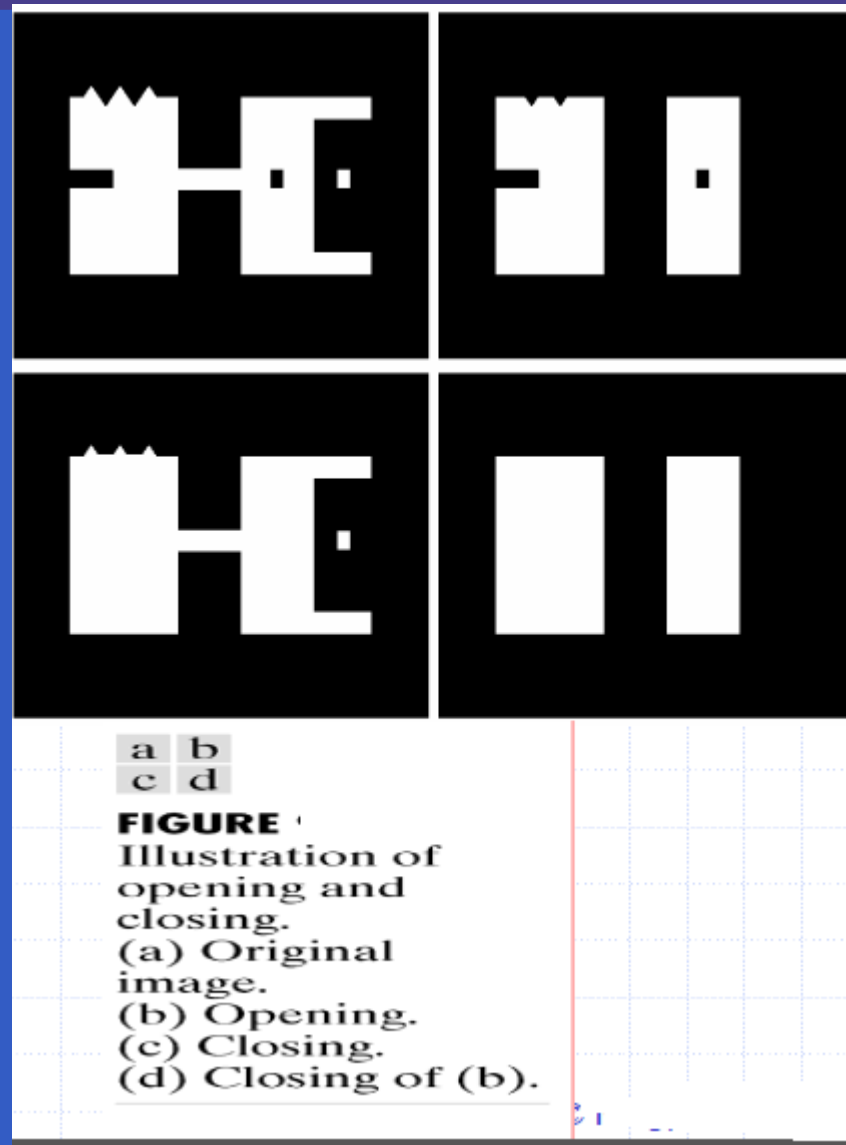 a b
c d
FIGURE
Illustration of
opening and
closing.
(a) Original
image.
(b) Opening.
(c) Closing.
(d) Closing of (b).